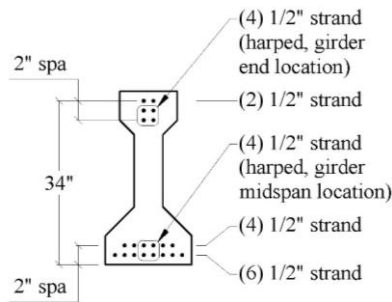 (4) 1/2" strand
(harped, girder
end location)
2" spa
(2) 1/2" strand
(4) 1/2" strand
(harped, girder
midspan location)
34"
(4) 1/2" strand
(6) 1/2" strand
2" spa